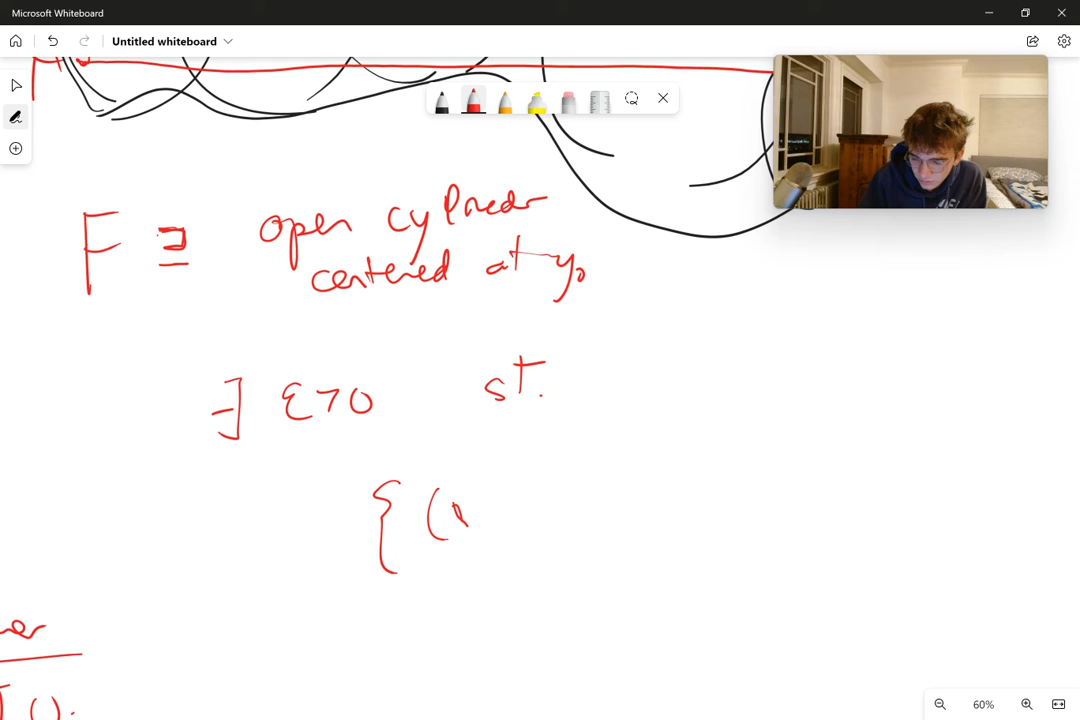 Microsoft Whiteboard
Untitled whiteboard
F ⊇ open cylinder
centered at y₀
∃ ε>0 st.
{ (
60%